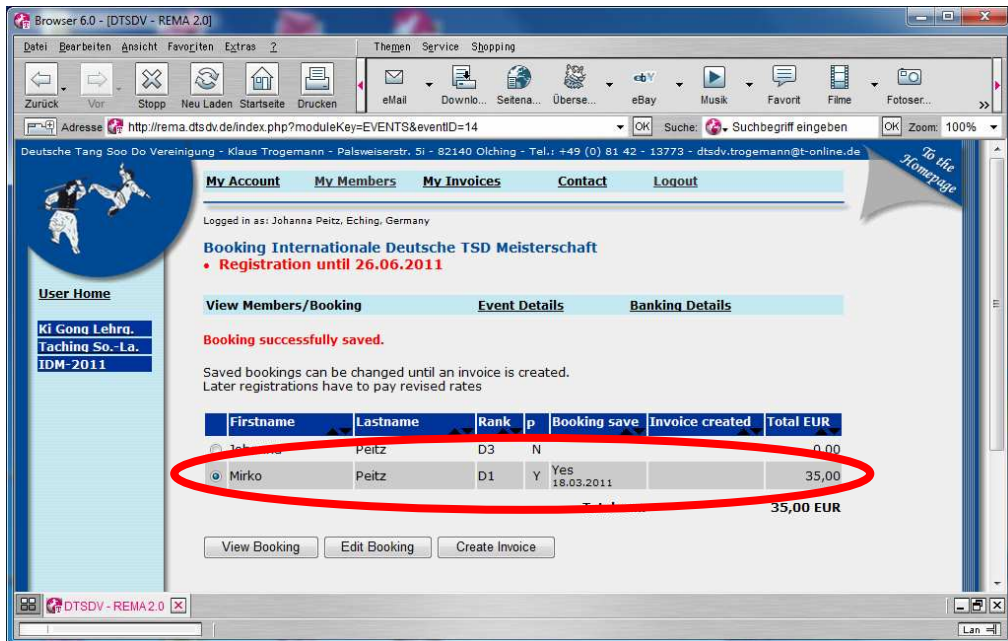 Browser 6.0 - [DTSDV - REMA 2.0]
Datei Bearbeiten Ansicht Favoriten Extras ? Themen Service Shopping
Zurück Vor Stopp Neu Laden Startseite Drucken eMail Downlo... Seitena... Überse... eBay Musik Favorit Filme Fotoser... »
Adresse http://rema.dtsdv.de/index.php?moduleKey=EVENTS&eventID=14 OK Suche: Suchbegriff eingeben OK Zoom: 100%
Deutsche Tang Soo Do Vereinigung - Klaus Trogemann - Palsweiserstr. 5i - 82140 Olching - Tel.: +49 (0) 81 42 - 13773 - dtsdv.trogemann@t-online.de
To the
Homepage
My Account My Members My Invoices Contact Logout
Logged in as: Johanna Peitz, Eching, Germany
Booking Internationale Deutsche TSD Meisterschaft
• Registration until 26.06.2011
User Home
View Members/Booking Event Details Banking Details
Ki Gong Lehrg.
Taching So.-La.
IDM-2011
Booking successfully saved.
Saved bookings can be changed until an invoice is created.
Later registrations have to pay revised rates
Firstname Lastname Rank p Booking save Invoice created Total EUR
Peitz D3 N 0,00
Mirko Peitz D1 Y Yes 35,00
18.03.2011
35,00 EUR
View Booking Edit Booking Create Invoice
DTSDV - REMA 2.0
Lan